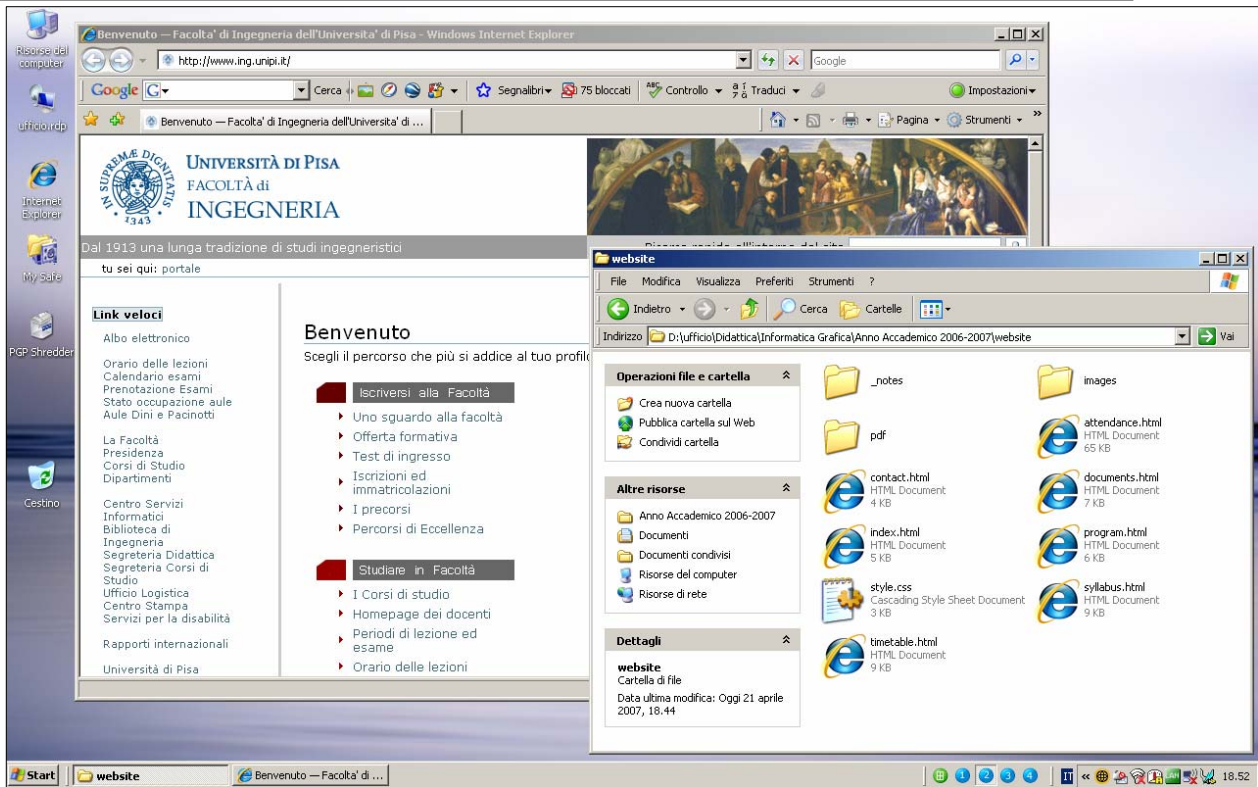 Risorse del
computer
ufficio.rdp
Internet
Explorer
My Safe
PGP Shredder
Cestino
Benvenuto — Facolta' di Ingegneria dell'Universita' di Pisa - Windows Internet Explorer
http://www.ing.unipi.it/
Google
Google
G
Cerca
Segnalibri
75 bloccati
ABC
Controllo
Traduci
Impostazioni
Benvenuto — Facolta' di Ingegneria dell'Universita' di ...
Pagina
Strumenti
»
IN SUPREMÆ DIGNITATIS
1343
UNIVERSITÀ DI PISA
FACOLTÀ di
INGEGNERIA
Dal 1913 una lunga tradizione di studi ingegneristici
tu sei qui: portale
Link veloci
Albo elettronico
Orario delle lezioni
Calendario esami
Prenotazione Esami
Stato occupazione aule
Aule Dini e Pacinotti
La Facoltà
Presidenza
Corsi di Studio
Dipartimenti
Centro Servizi
Informatici
Biblioteca di
Ingegneria
Segreteria Didattica
Segreteria Corsi di
Studio
Ufficio Logistica
Centro Stampa
Servizi per la disabilità
Rapporti internazionali
Università di Pisa
Benvenuto
Scegli il percorso che più si addice al tuo profilo
Iscriversi alla Facoltà
Uno sguardo alla facoltà
Offerta formativa
Test di ingresso
Iscrizioni ed
immatricolazioni
I precorsi
Percorsi di Eccellenza
Studiare in Facoltà
I Corsi di studio
Homepage dei docenti
Periodi di lezione ed
esame
Orario delle lezioni
website
File Modifica Visualizza Preferiti Strumenti ?
Indietro
Cerca
Cartelle
Indirizzo
D:\ufficio\Didattica\Informatica Grafica\Anno Accademico 2006-2007\website
Vai
Operazioni file e cartella
Crea nuova cartella
Pubblica cartella sul Web
Condividi cartella
Altre risorse
Anno Accademico 2006-2007
Documenti
Documenti condivisi
Risorse del computer
Risorse di rete
Dettagli
website
Cartella di file
Data ultima modifica: Oggi 21 aprile
2007, 18.44
_notes
images
pdf
attendance.html
HTML Document
65 KB
contact.html
HTML Document
4 KB
documents.html
HTML Document
7 KB
index.html
HTML Document
5 KB
program.html
HTML Document
6 KB
style.css
Cascading Style Sheet Document
3 KB
syllabus.html
HTML Document
9 KB
timetable.html
HTML Document
9 KB
Start
website
Benvenuto — Facolta' di ...
1
2
3
4
IT
«
18.52